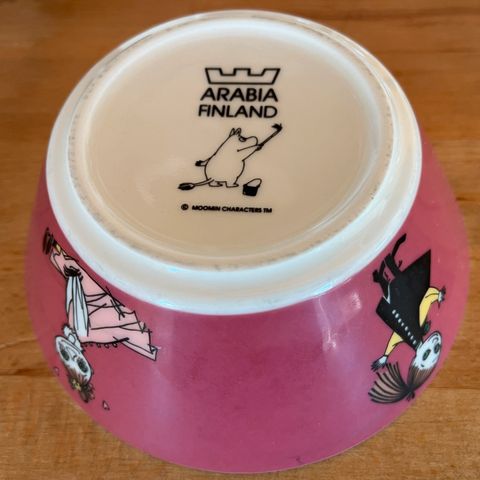 ARABIA
FINLAND
© MOOMIN CHARACTERS TM